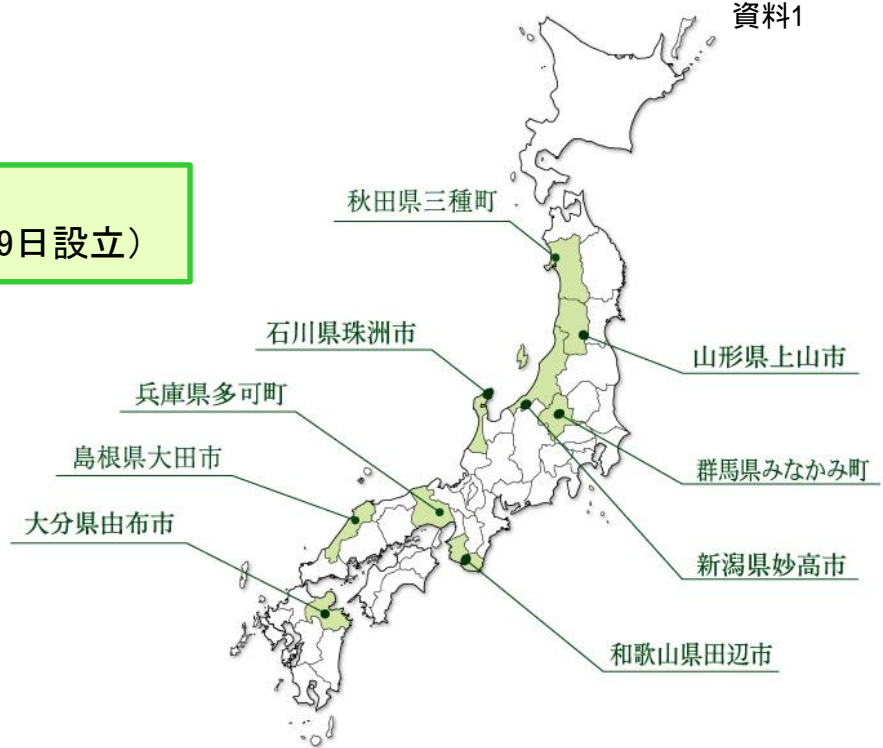 資料1
9日設立）
秋田県三種町
石川県珠洲市
山形県上山市
兵庫県多可町
島根県大田市
群馬県みなかみ町
大分県由布市
新潟県妙高市
和歌山県田辺市